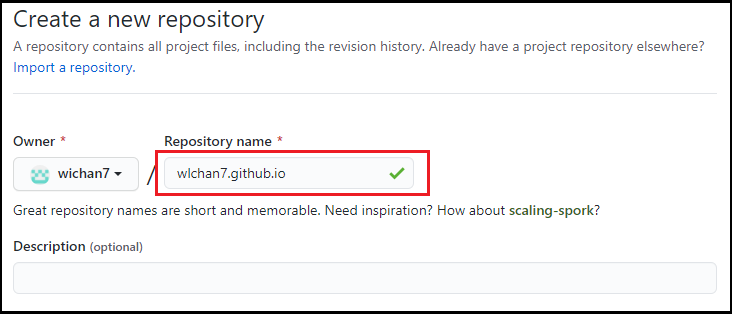 Create a new repository
A repository contains all project files, including the revision history. Already have a project repository elsewhere?
Import a repository.
Owner *
Repository name *
wichan7
/
wlchan7.github.io
Great repository names are short and memorable. Need inspiration? How about scaling-spork?
Description (optional)